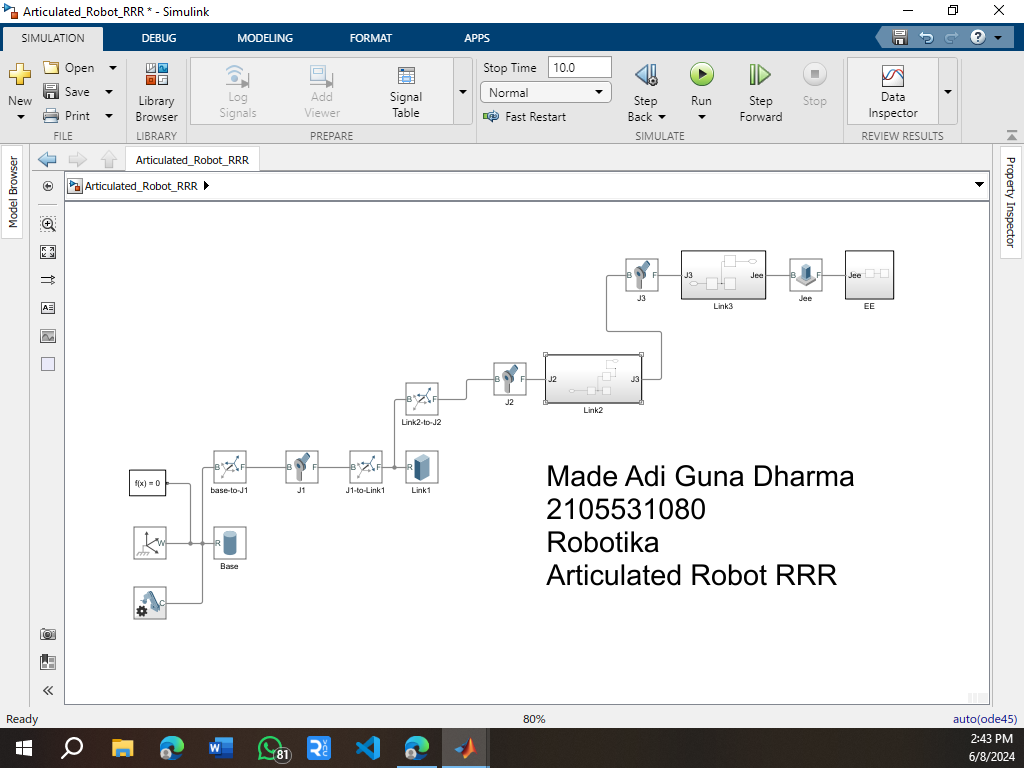 Articulated_Robot_RRR * - Simulink
SIMULATION DEBUG MODELING FORMAT APPS
New
Open
Save
Print
FILE
Library Browser
LIBRARY
Log Signals
Add Viewer
Signal Table
PREPARE
Stop Time 10.0
Normal
Fast Restart
Step Back
Run
Step Forward
Stop
SIMULATE
Data Inspector
REVIEW RESULTS
Model Browser
Articulated_Robot_RRR
Articulated_Robot_RRR
Property Inspector
B F
J3
J3 Jee
Link3
B F
Jee
Jee
EE
B F
J2
J2 J3
Link2
B F
Link2-to-J2
B F
base-to-J1
B F
J1
B F
J1-to-Link1
R
Link1
f(x) = 0
W
R
Base
C
Made Adi Guna Dharma
2105531080
Robotika
Articulated Robot RRR
Ready 80% auto(ode45)
W
81
RV
DC
2:43 PM
6/8/2024